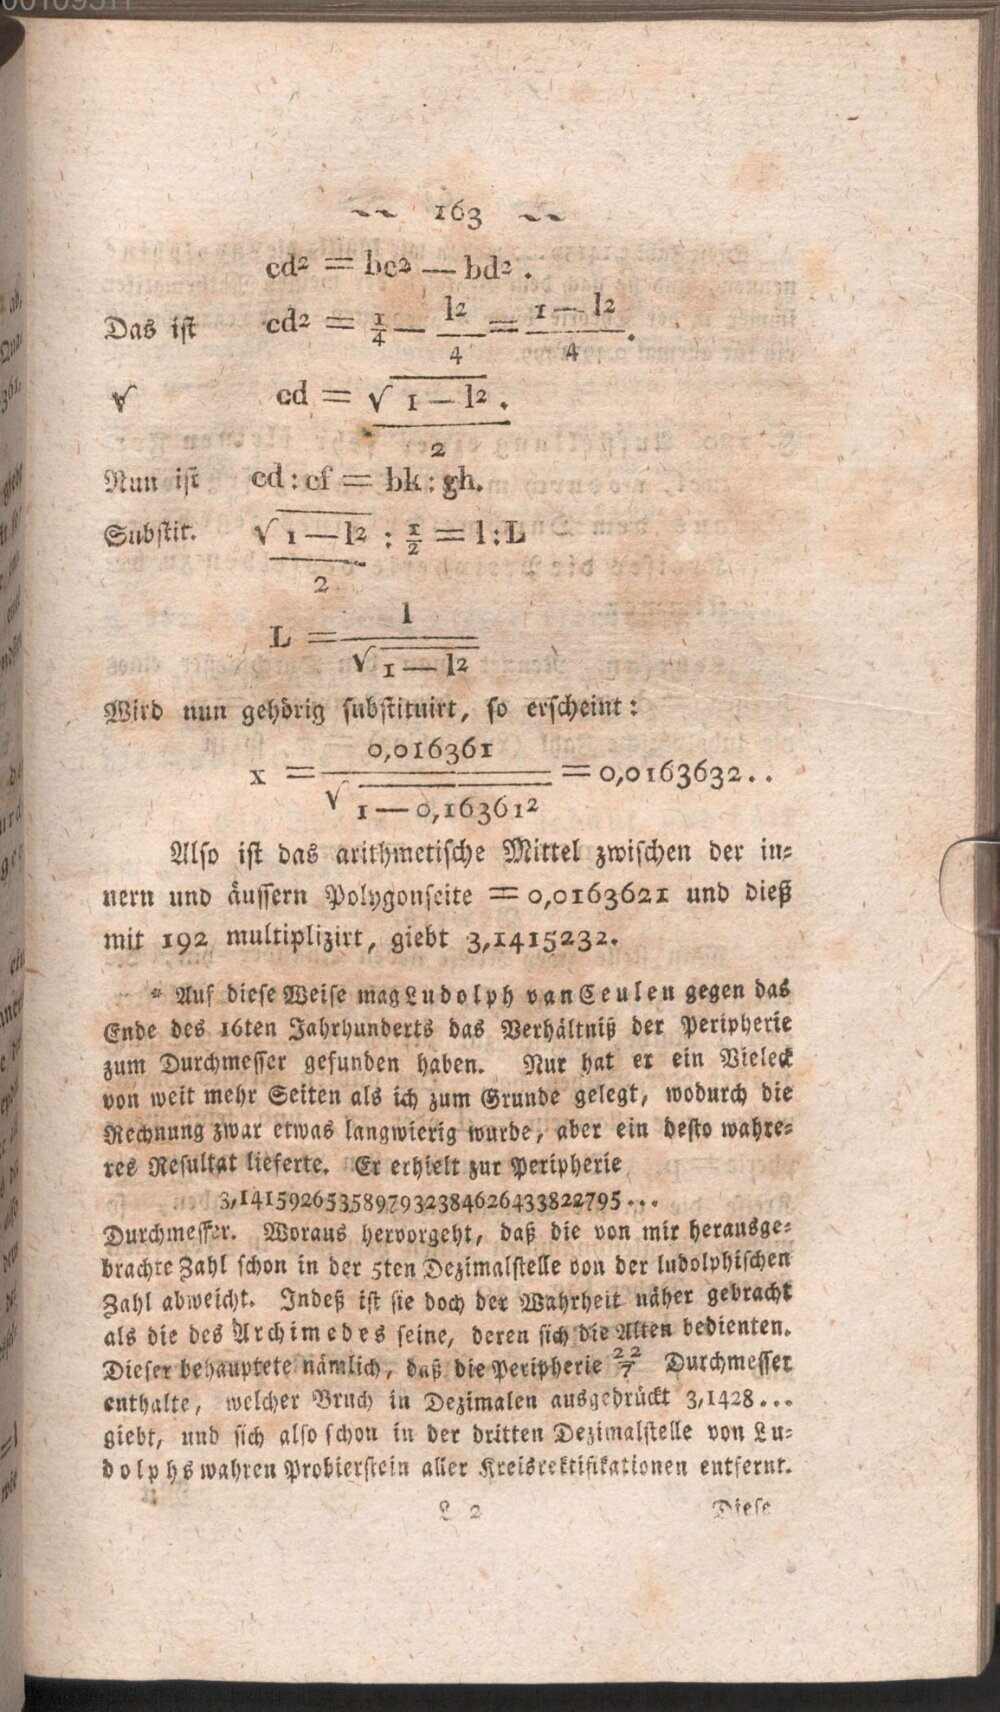 163
cd² = bc² — bd².
Das ist cd² = 1/4 — l²/4 = 1 — l²/4.
√ cd = √1 — l²./2
Nun ist cd : cf = bk : gh.
Substit. √1 — l²/2 : 1/2 = l : L
L = l/√1 — l²
Wird nun gehörig substituirt, so erscheint:
x = 0,016361/√1 — 0,16361² = 0,0163632..
Also ist das arithmetische Mittel zwischen der in-
nern und äussern Polygonseite = 0,0163621 und dieß
mit 192 multiplizirt, giebt 3,1415232.
* Auf diese Weise mag Ludolph van Ceulen gegen das
Ende des 16ten Jahrhunderts das Verhältniß der Peripherie
zum Durchmesser gefunden haben. Nur hat er ein Vieleck
von weit mehr Seiten als ich zum Grunde gelegt, wodurch die
Rechnung zwar etwas langwierig wurde, aber ein desto wahre-
res Resultat lieferte. Er erhielt zur Peripherie
3,14159265358979323846264338 22795...
Durchmesser. Woraus hervorgeht, daß die von mir herausge-
brachte Zahl schon in der 5ten Dezimalstelle von der ludolphischen
Zahl abweicht. Indeß ist sie doch der Wahrheit näher gebracht
als die des Archimedes seine, deren sich die Alten bedienten.
Dieser behauptete nämlich, daß die Peripherie 22/7 Durchmesser
enthalte, welcher Bruch in Dezimalen ausgedrückt 3,1428...
giebt, und sich also schon in der dritten Dezimalstelle von Lu-
dolphs wahren Probierstein aller Kreisrektifikationen entfernt.
L 2 Diese